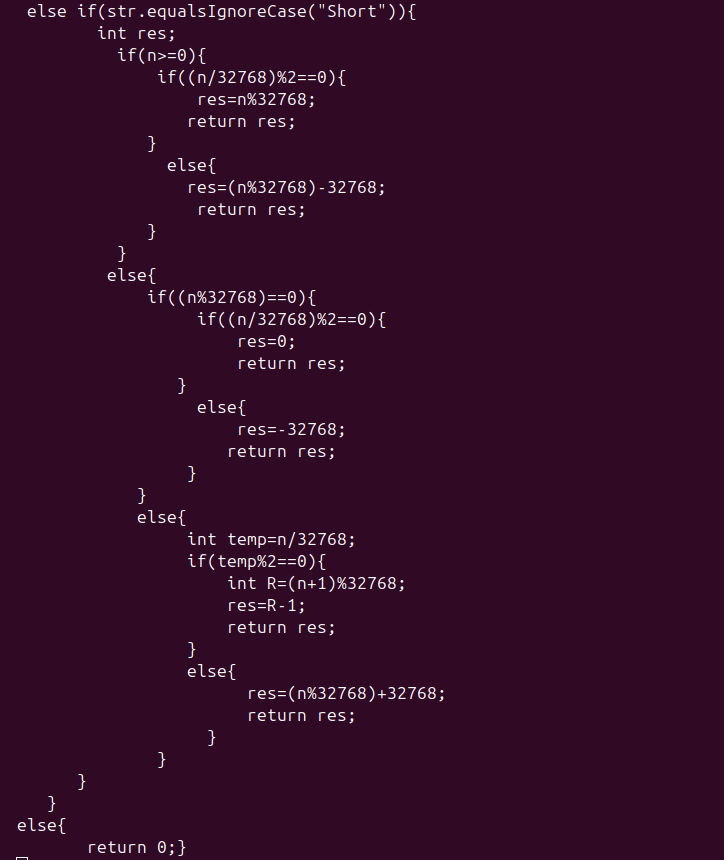 else if(str.equalsIgnoreCase("Short")){
int res;
if(n>=0){
if((n/32768)%2==0){
res=n%32768;
return res;
}
else{
res=(n%32768)-32768;
return res;
}
}
else{
if((n%32768)==0){
if((n/32768)%2==0){
res=0;
return res;
}
else{
res=-32768;
return res;
}
}
else{
int temp=n/32768;
if(temp%2==0){
int R=(n+1)%32768;
res=R-1;
return res;
}
else{
res=(n%32768)+32768;
return res;
}
}
}
}
else{
return 0;}